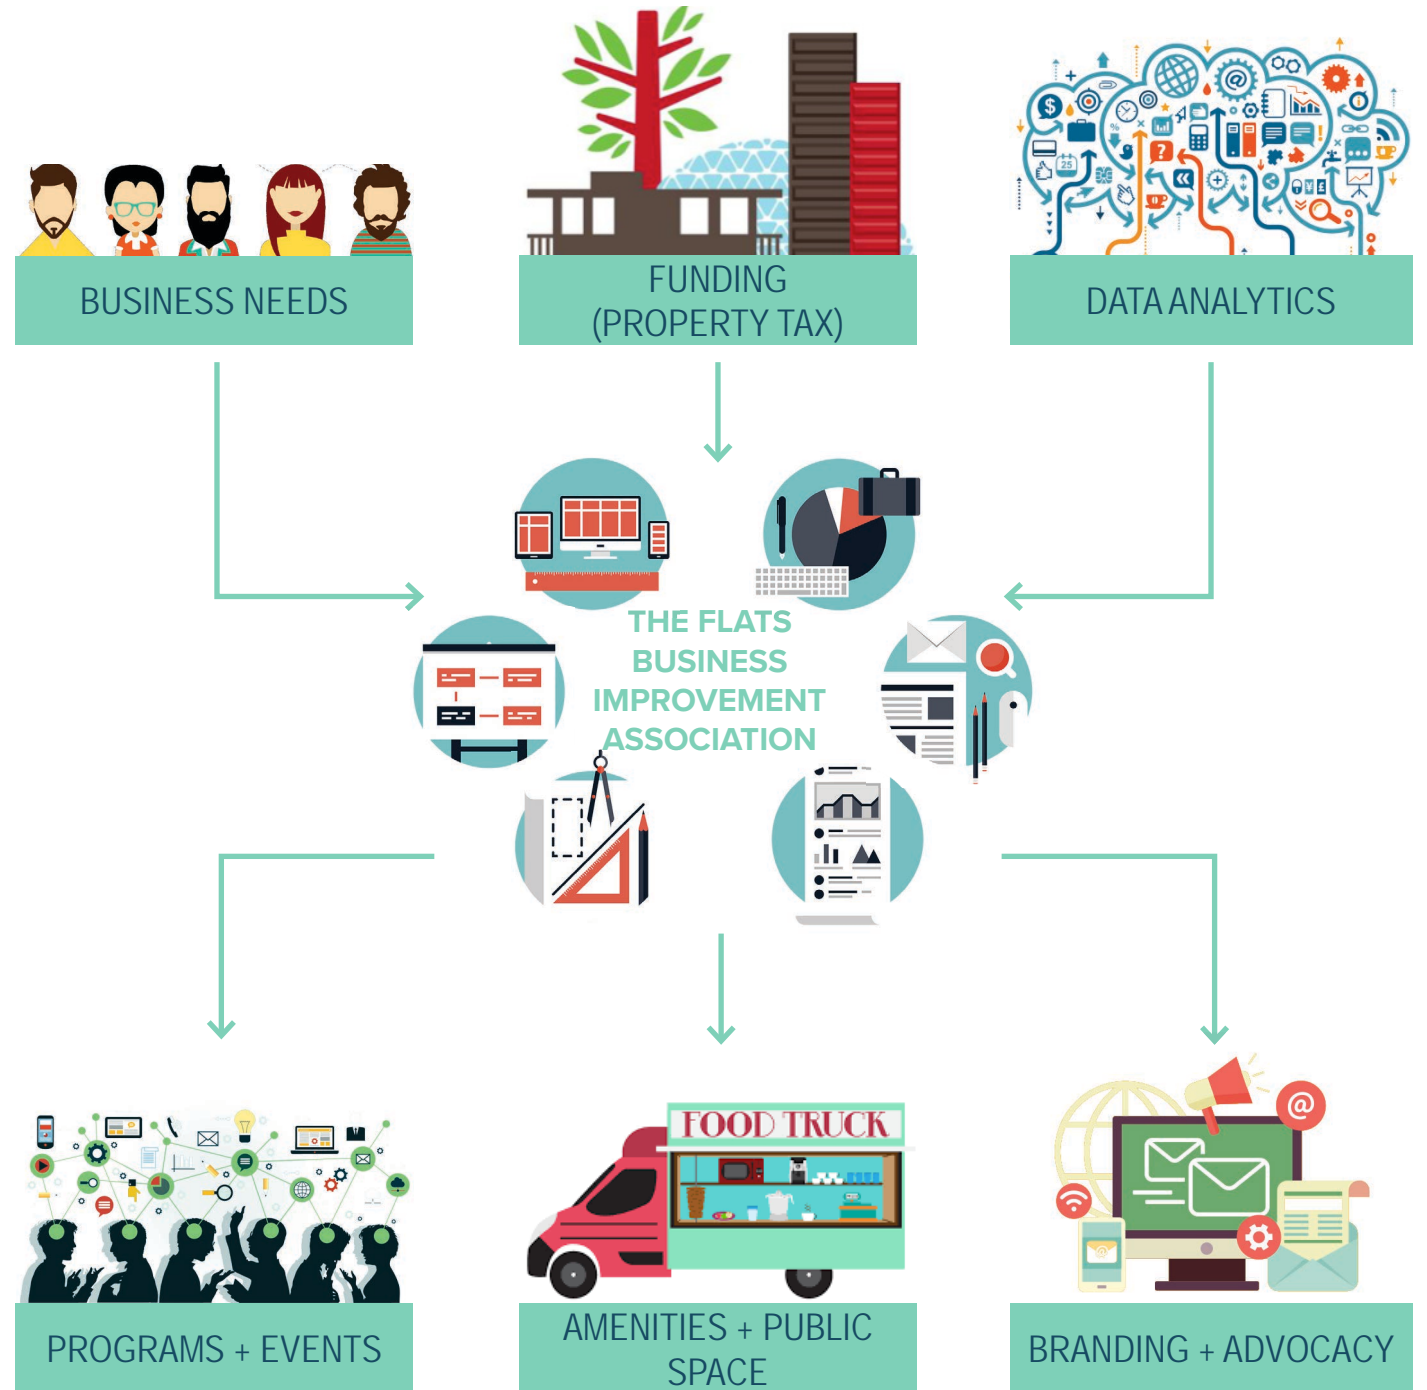 BUSINESS NEEDS
FUNDING
(PROPERTY TAX)
DATA ANALYTICS
$
@
%
?
25
THE FLATS
BUSINESS
IMPROVEMENT
ASSOCIATION
FOOD TRUCK
@
@
PROGRAMS + EVENTS
AMENITIES + PUBLIC
SPACE
BRANDING + ADVOCACY